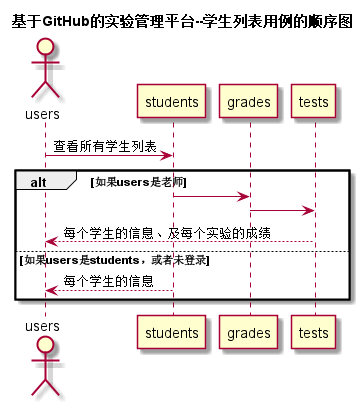 基于GitHub的实验管理平台--学生列表用例的顺序图
users
students
grades
tests
查看所有学生列表
alt
[如果users是老师]
每个学生的信息、及每个实验的成绩
[如果users是students，或者未登录]
每个学生的信息
users
students
grades
tests